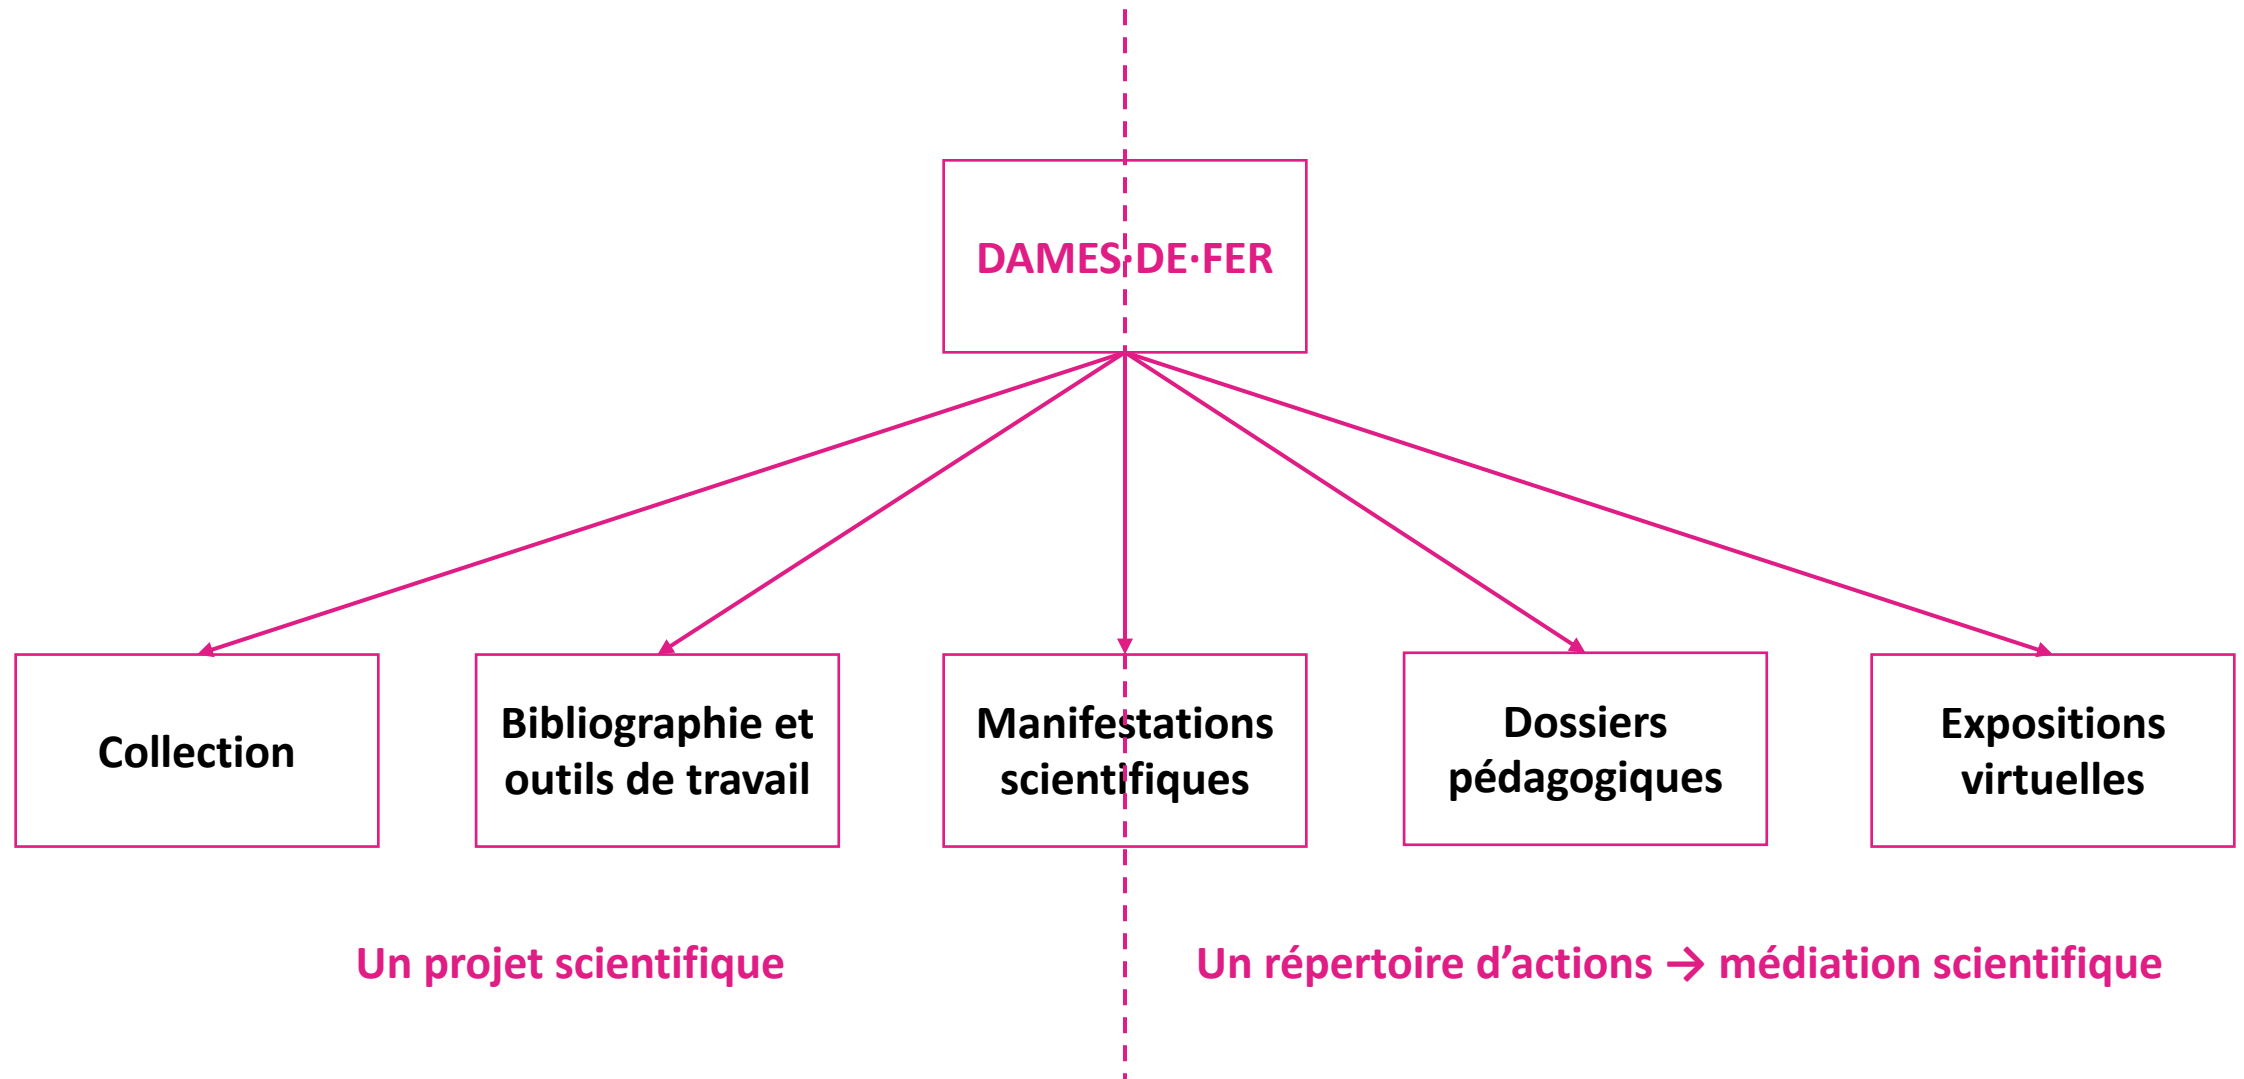 DAMES·DE·FER
Collection
Bibliographie et
outils de travail
Manifestations
scientifiques
Dossiers
pédagogiques
Expositions
virtuelles
Un projet scientifique
Un répertoire d’actions → médiation scientifique